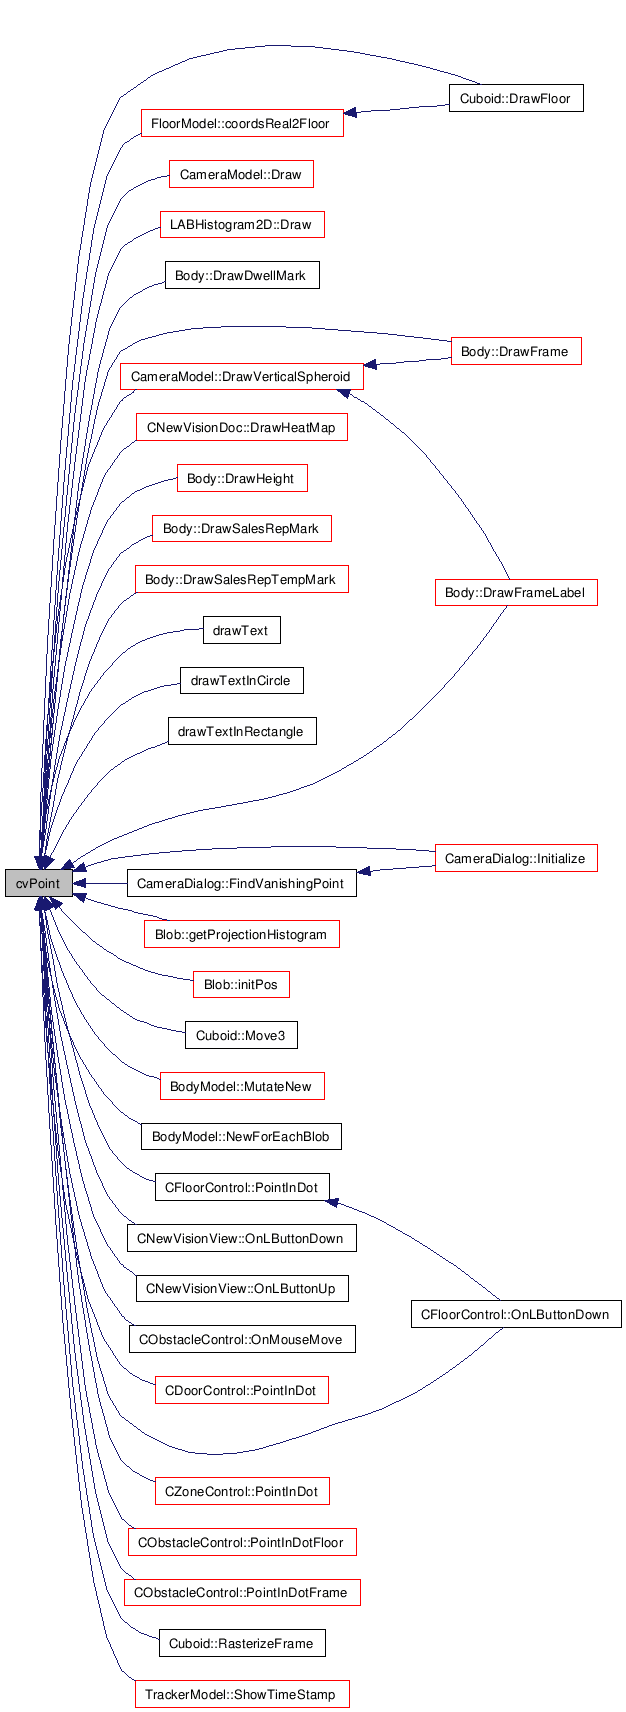 Cuboid::DrawFloor
FloorModel::coordsReal2Floor
CameraModel::Draw
LABHistogram2D::Draw
Body::DrawDwellMark
Body::DrawFrame
CameraModel::DrawVerticalSpheroid
CNewVisionDoc::DrawHeatMap
Body::DrawHeight
Body::DrawSalesRepMark
Body::DrawSalesRepTempMark
Body::DrawFrameLabel
drawText
drawTextInCircle
drawTextInRectangle
CameraDialog::Initialize
cvPoint
CameraDialog::FindVanishingPoint
Blob::getProjectionHistogram
Blob::initPos
Cuboid::Move3
BodyModel::MutateNew
BodyModel::NewForEachBlob
CFloorControl::PointInDot
CNewVisionView::OnLButtonDown
CNewVisionView::OnLButtonUp
CFloorControl::OnLButtonDown
CObstacleControl::OnMouseMove
CDoorControl::PointInDot
CZoneControl::PointInDot
CObstacleControl::PointInDotFloor
CObstacleControl::PointInDotFrame
Cuboid::RasterizeFrame
TrackerModel::ShowTimeStamp